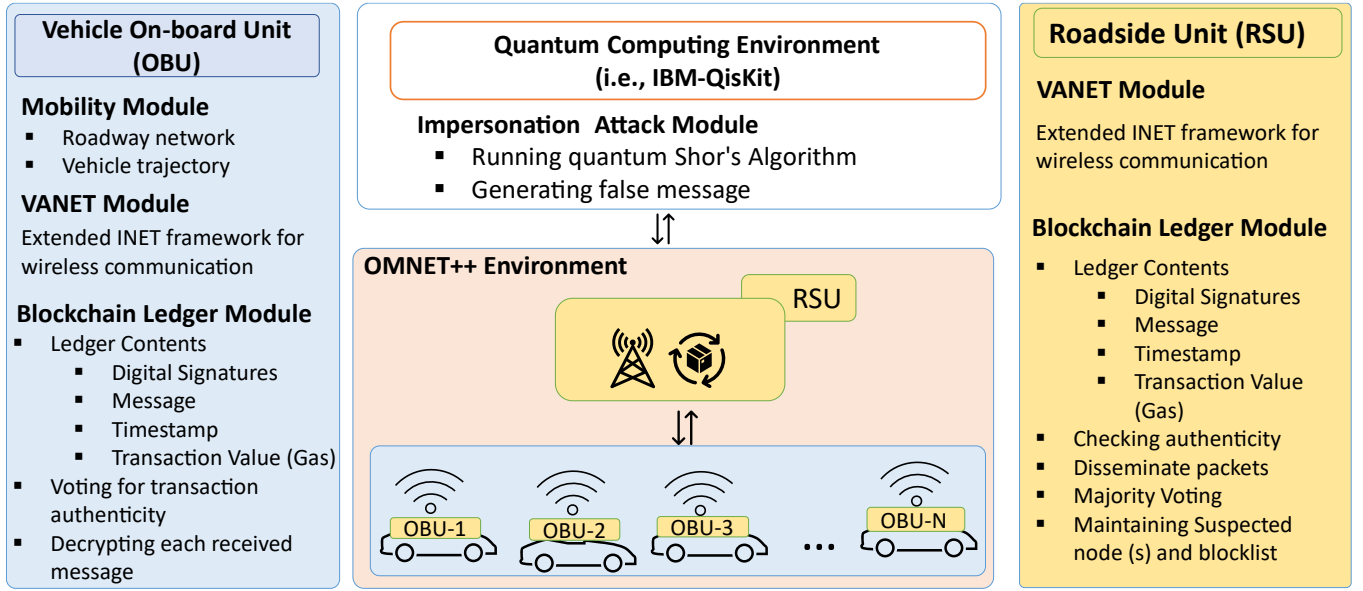 Vehicle On-board Unit
(OBU)
Mobility Module
▪ Roadway network
▪ Vehicle trajectory
VANET Module
Extended INET framework for
wireless communication
Blockchain Ledger Module
▪ Ledger Contents
▪ Digital Signatures
▪ Message
▪ Timestamp
▪ Transaction Value (Gas)
▪ Voting for transaction
authenticity
▪ Decrypting each received
message
Quantum Computing Environment
(i.e., IBM-QisKit)
Impersonation Attack Module
▪ Running quantum Shor's Algorithm
▪ Generating false message
OMNET++ Environment
RSU
OBU-1
OBU-2
OBU-3
...
OBU-N
Roadside Unit (RSU)
VANET Module
Extended INET framework for
wireless communication
Blockchain Ledger Module
▪ Ledger Contents
▪ Digital Signatures
▪ Message
▪ Timestamp
▪ Transaction Value
(Gas)
▪ Checking authenticity
▪ Disseminate packets
▪ Majority Voting
▪ Maintaining Suspected
node (s) and blocklist